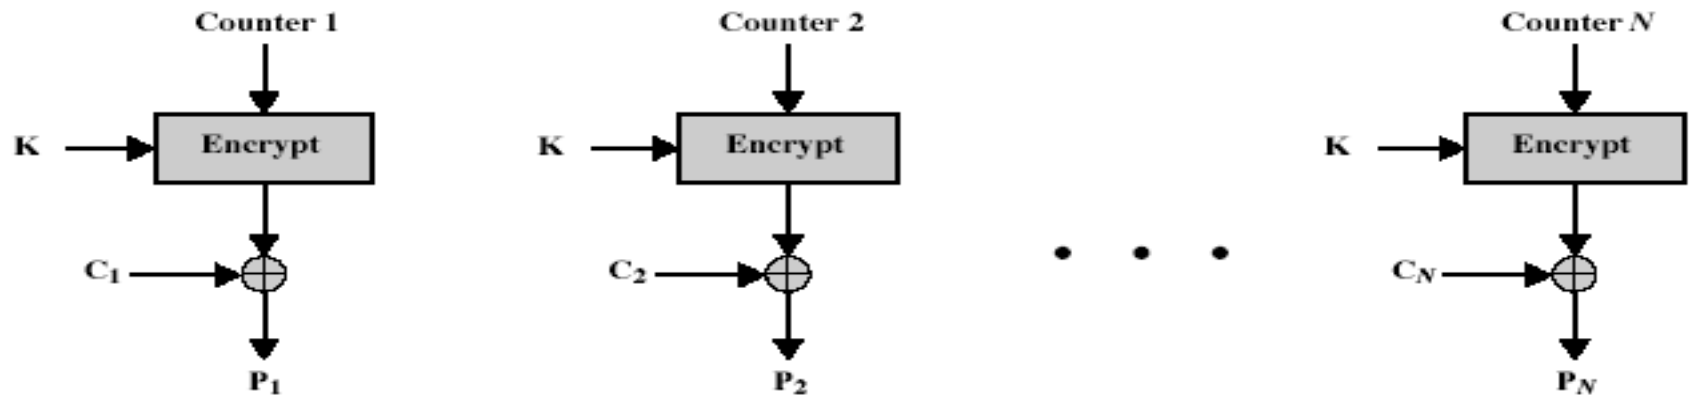 Counter 1 Counter 2 Counter N
K Encrypt K Encrypt K Encrypt
C1 C2 CN
P1 P2 PN